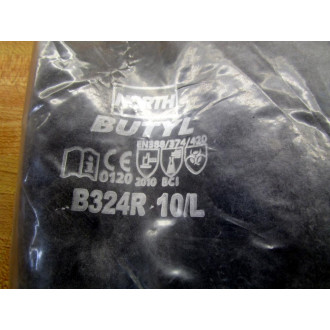 NORTH
BUTYL
EN388/374/420
0120 2010 BCI
B324R 10/L